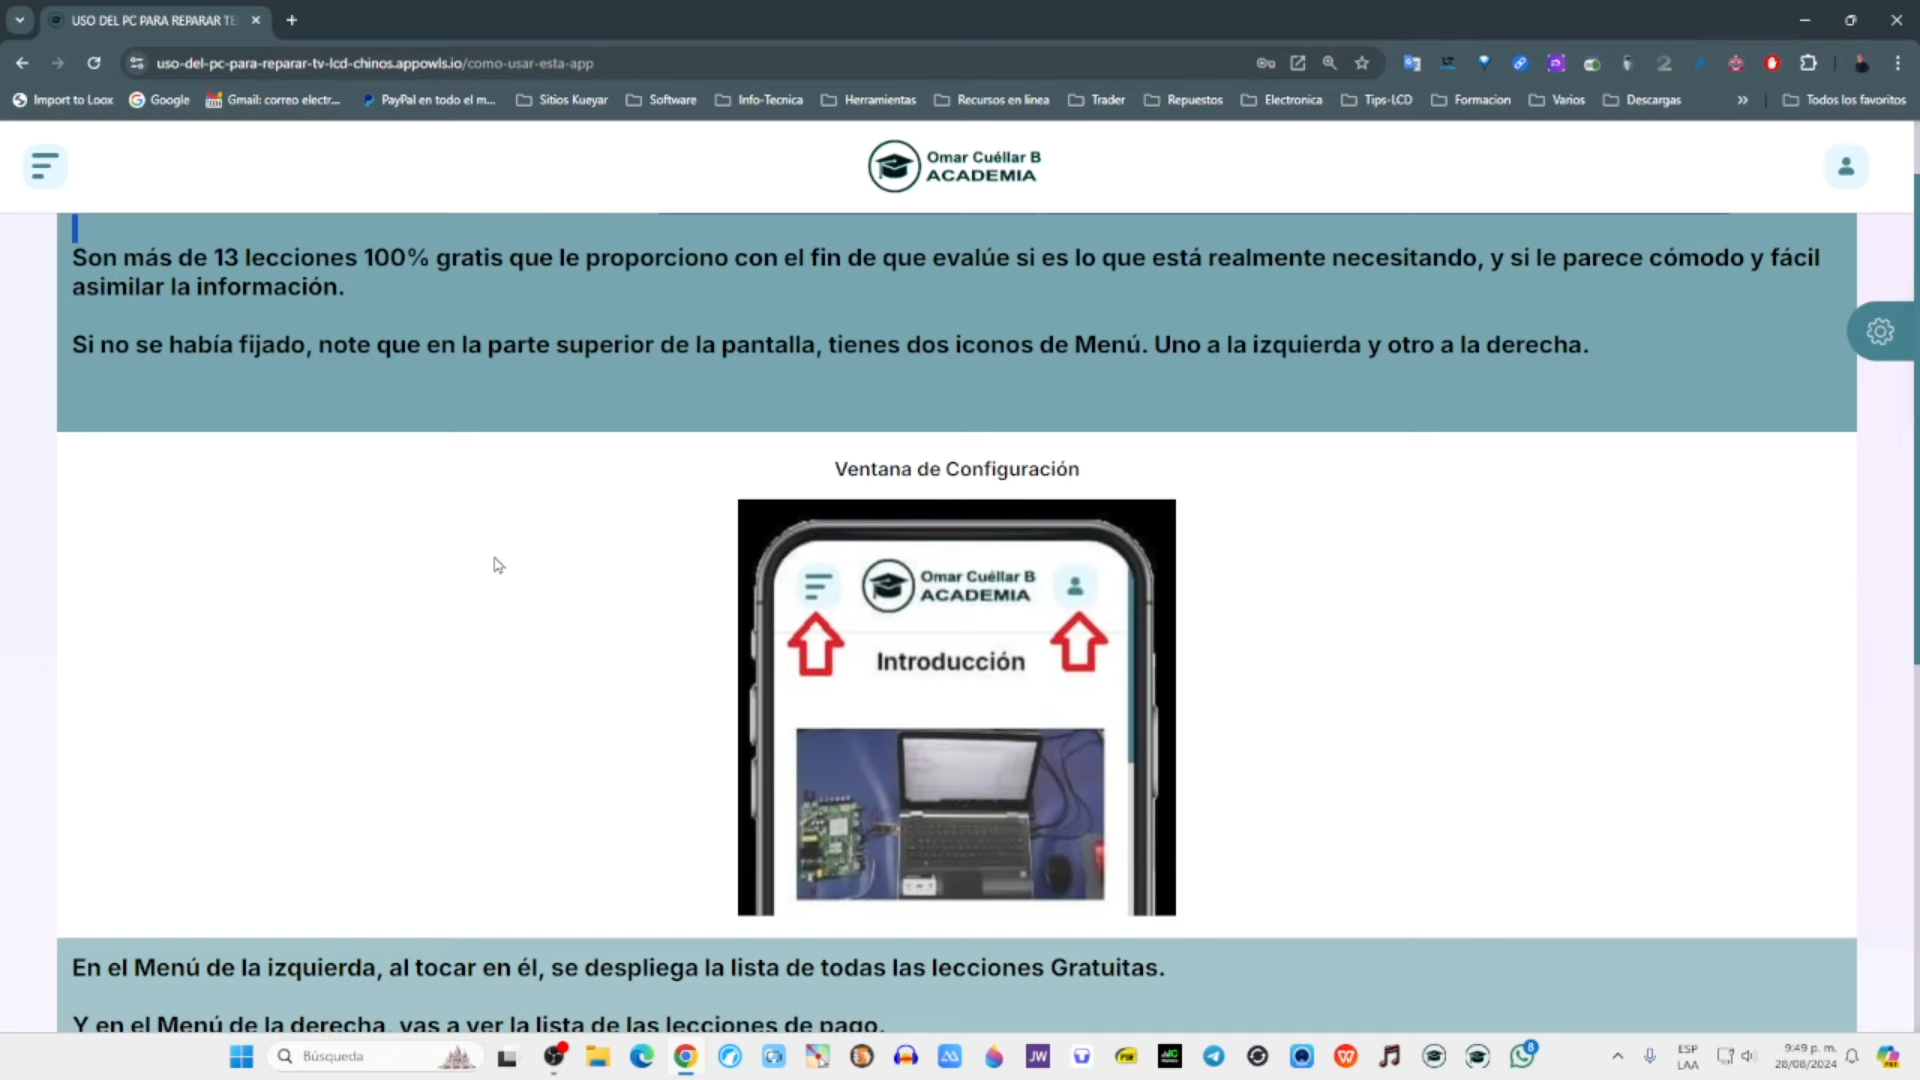 USO DEL PC PARA REPARAR TE
uso-del-pc-para-reparar-tv-lcd-chinos.appowls.io/como-usar-esta-app
Import to Loox Google Gmail: correo electr... PayPal en todo el m... Sitios Kueyar Software Info-Tecnica Herramientas Recursos en linea Trader Repuestos Electronica Tips-LCD Formacion Varios Descargas » Todos los favoritos
Omar Cuéllar B
ACADEMIA
Son más de 13 lecciones 100% gratis que le proporciono con el fin de que evalúe si es lo que está realmente necesitando, y si le parece cómodo y fácil
asimilar la información.
Si no se había fijado, note que en la parte superior de la pantalla, tienes dos iconos de Menú. Uno a la izquierda y otro a la derecha.
Ventana de Configuración
Omar Cuéllar B
ACADEMIA
Introducción
En el Menú de la izquierda, al tocar en él, se despliega la lista de todas las lecciones Gratuitas.
Y en el Menú de la derecha, vas a ver la lista de las lecciones de pago.
Búsqueda
JW
8
ESP
LAA
9:49 p. m.
28/08/2024